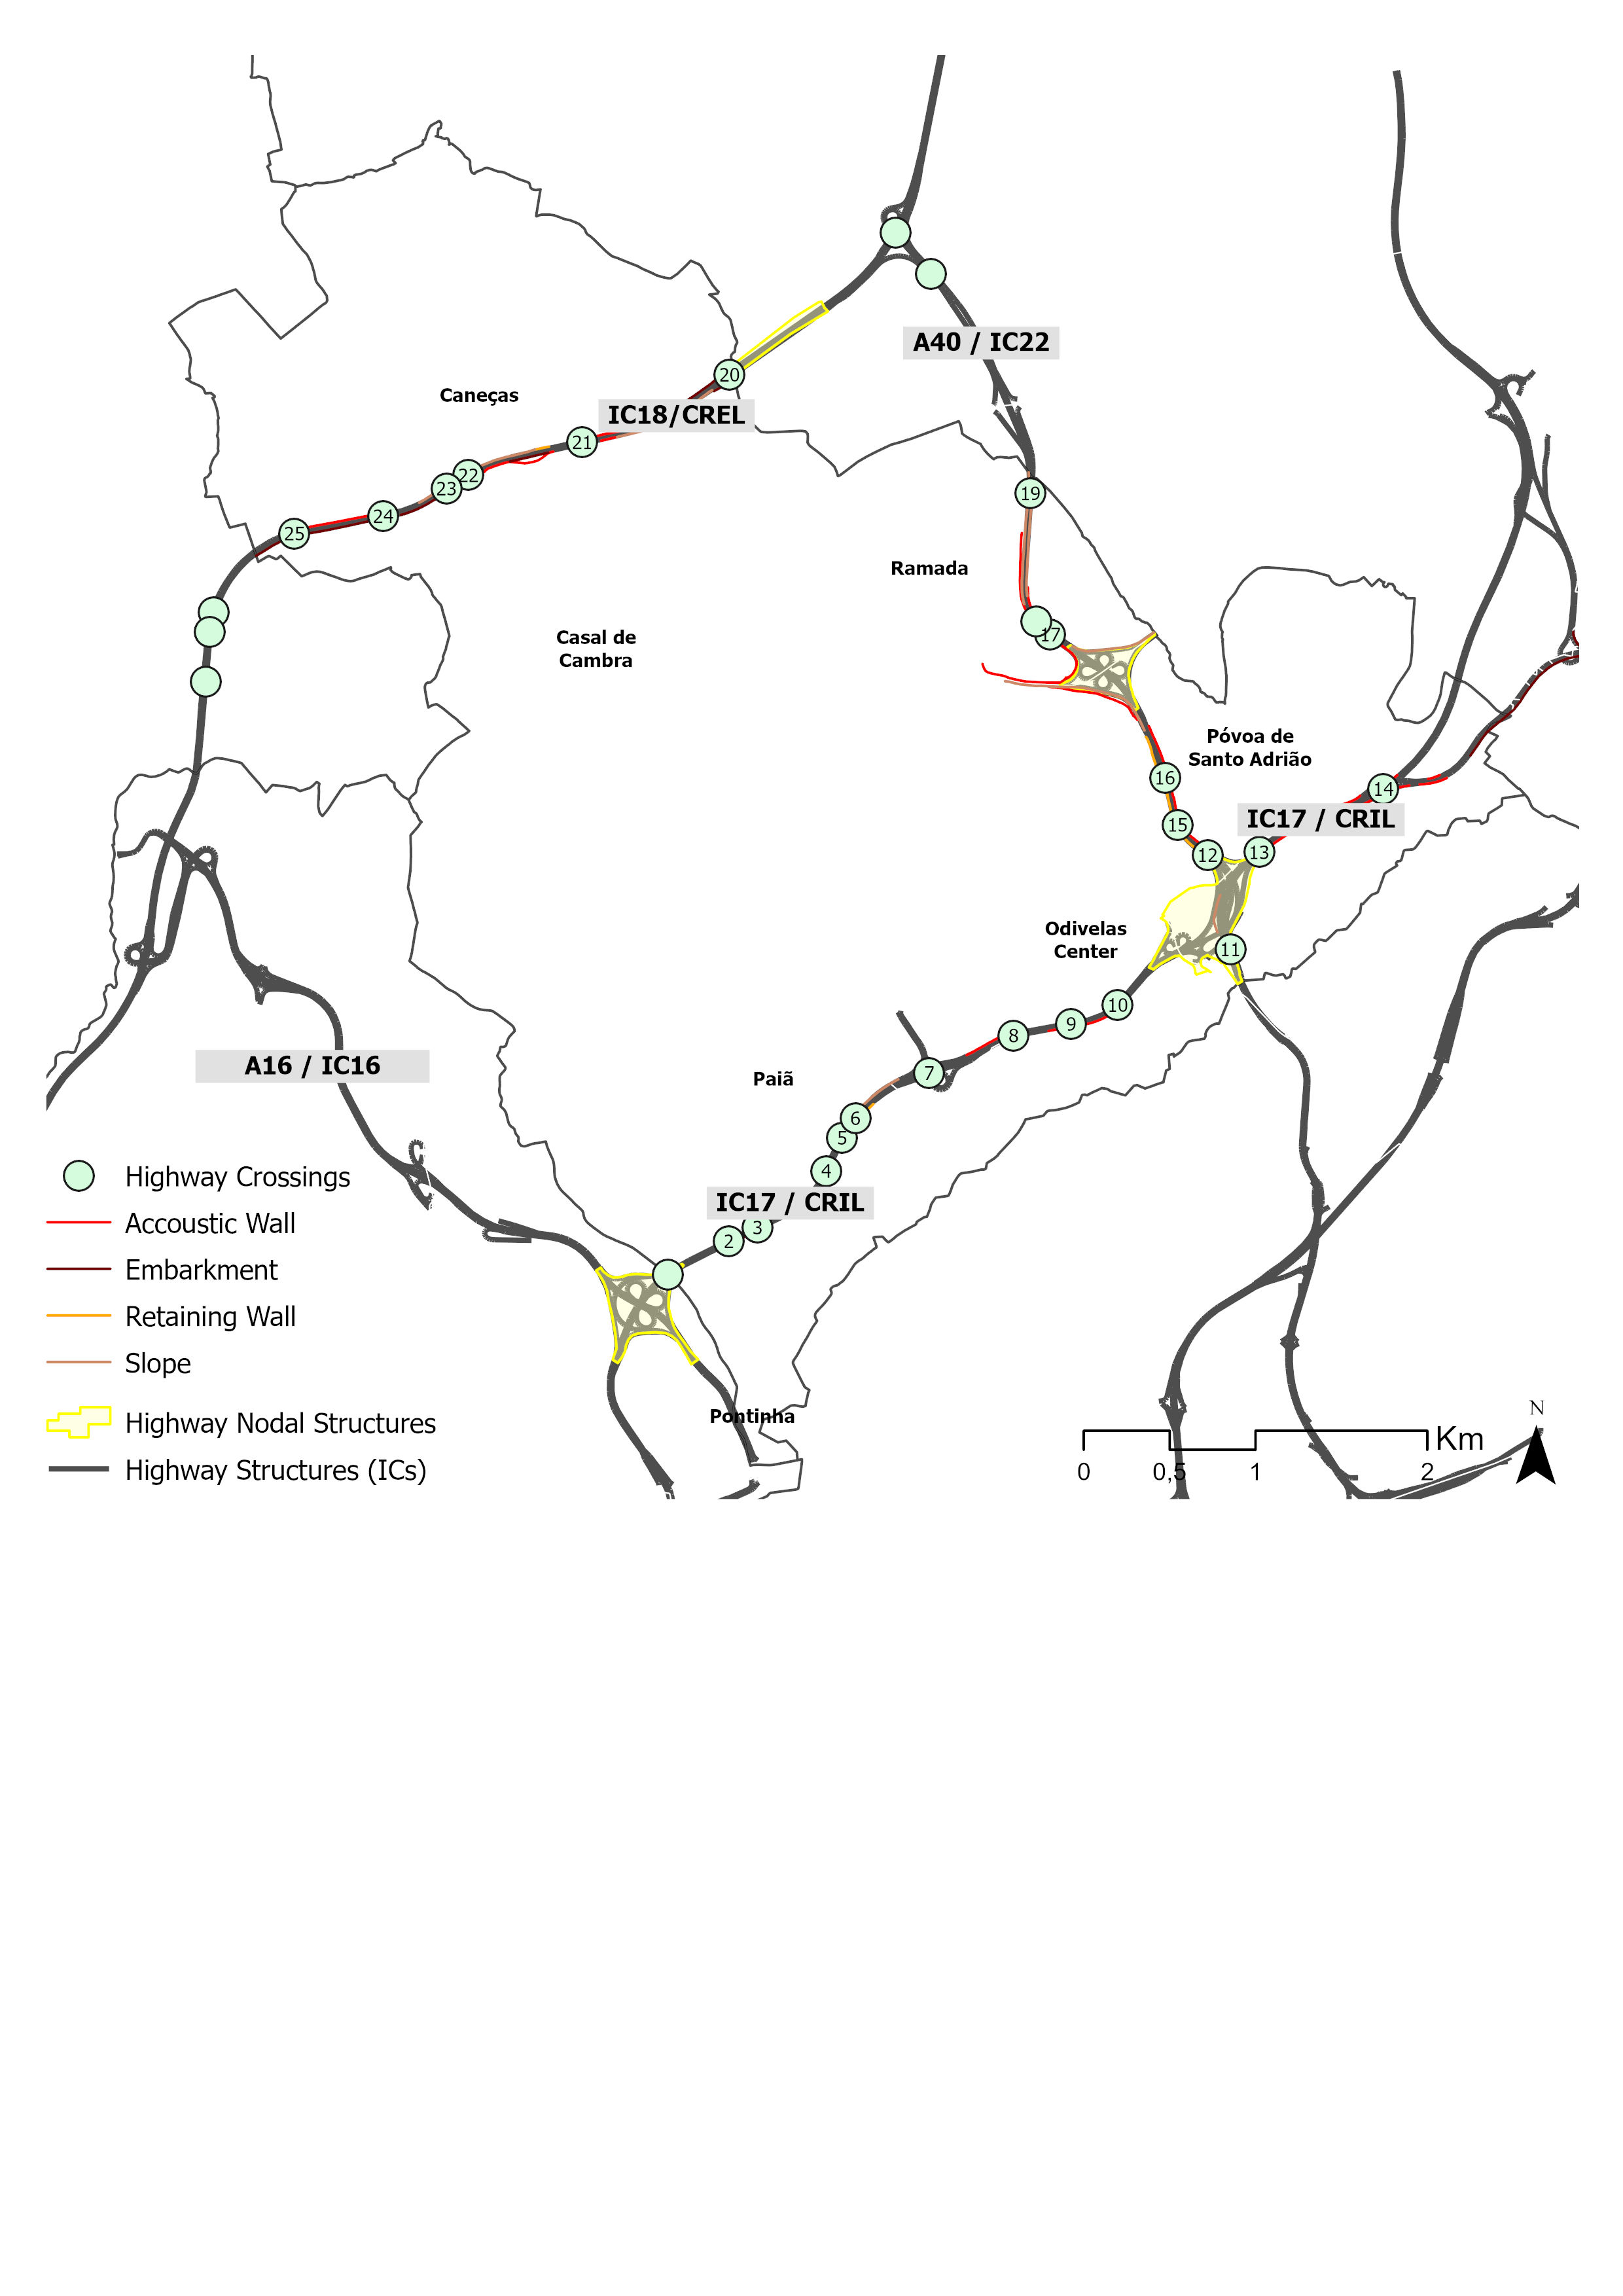 A40 / IC22
20
Caneças
IC18/CREL
21
22
23
19
24
25
Ramada
17
Casal de
Cambra
Póvoa de
Santo Adrião
16
14
IC17 / CRIL
15
12
13
Odivelas
Center
11
10
9
8
A16 / IC16
7
Paiã
6
5
4
IC17 / CRIL
3
2
Pontinha
Highway Crossings
Accoustic Wall
Embarkment
Retaining Wall
Slope
Highway Nodal Structures
Highway Structures (ICs)
N
Km
0
0,5
1
2